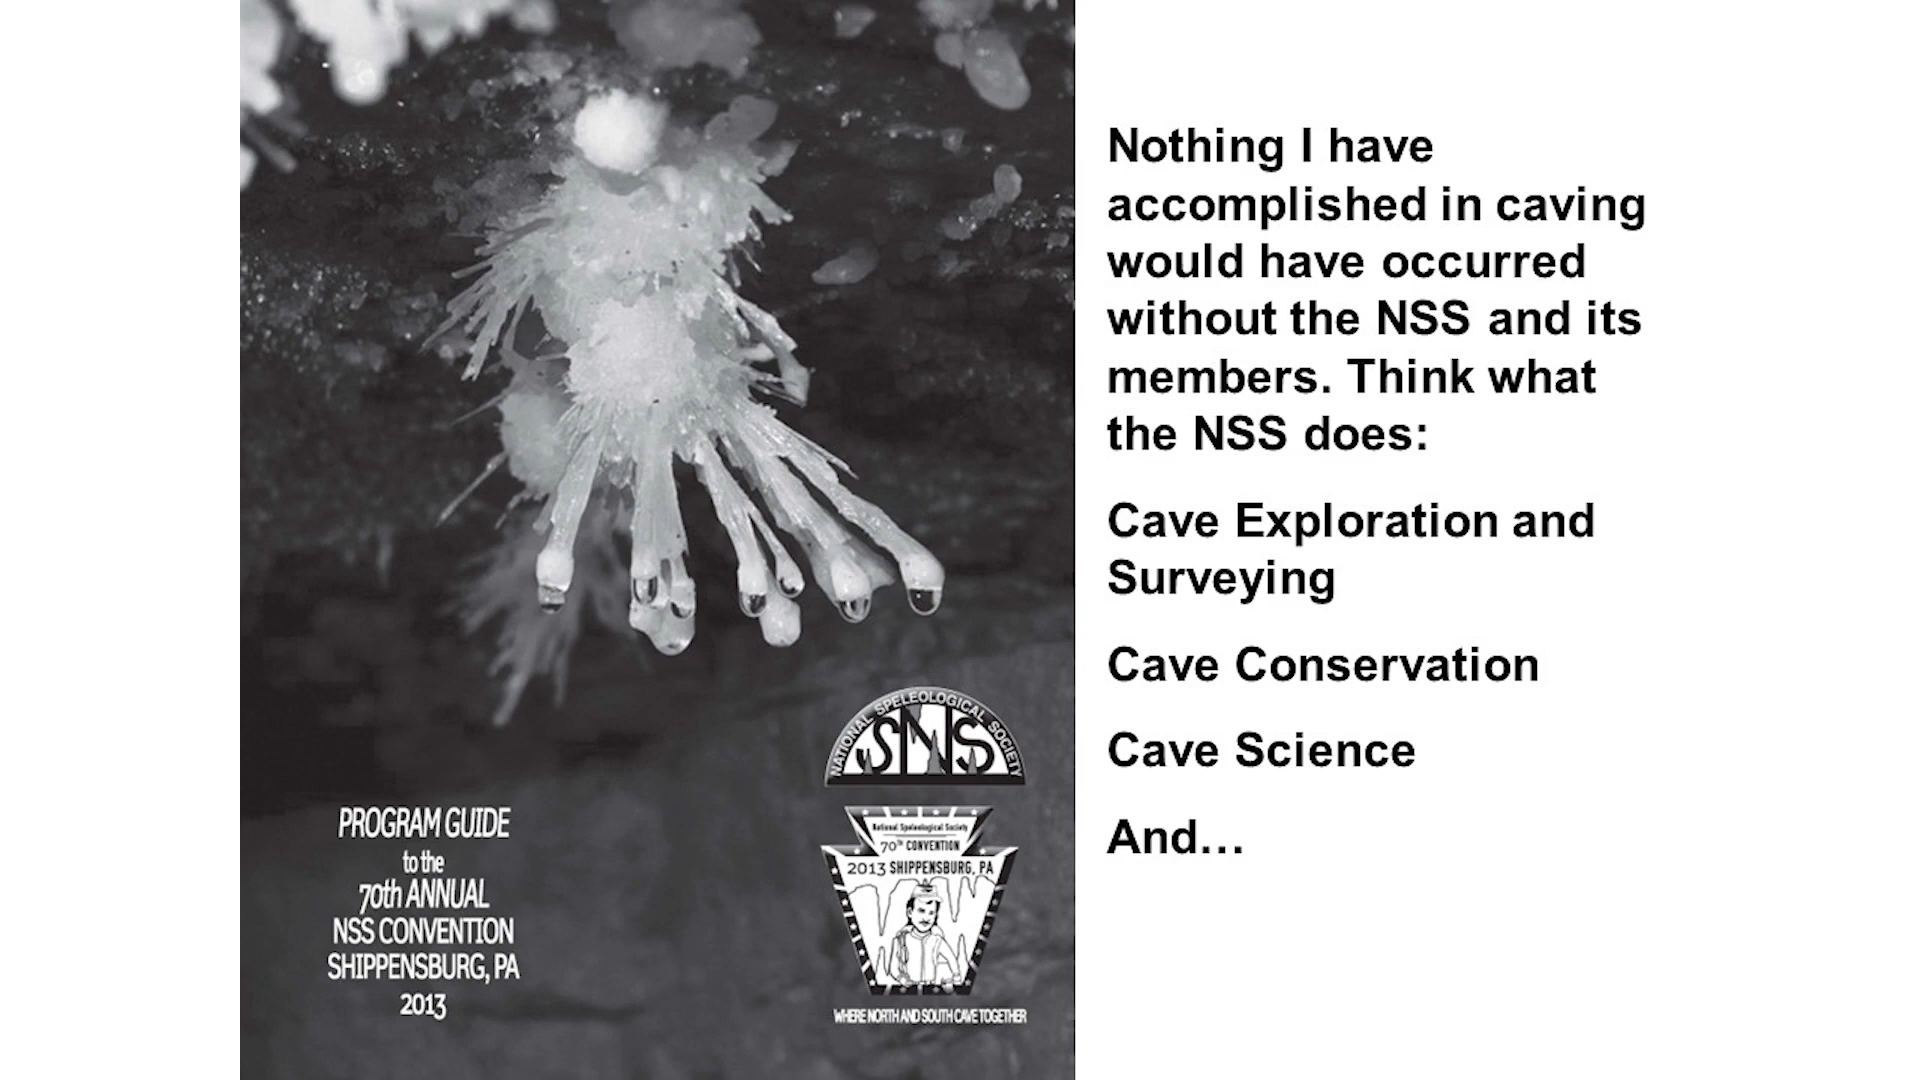 Nothing I have
accomplished in caving
would have occurred
without the NSS and its
members. Think what
the NSS does:
Cave Exploration and
Surveying
Cave Conservation
Cave Science
And…
NATIONAL SPELEOLOGICAL SOCIETY
SNS
National Speleological Society
70TH CONVENTION
2013 SHIPPENSBURG, PA
WHERE NORTH AND SOUTH CAVE TOGETHER
PROGRAM GUIDE
to the
70th ANNUAL
NSS CONVENTION
SHIPPENSBURG, PA
2013